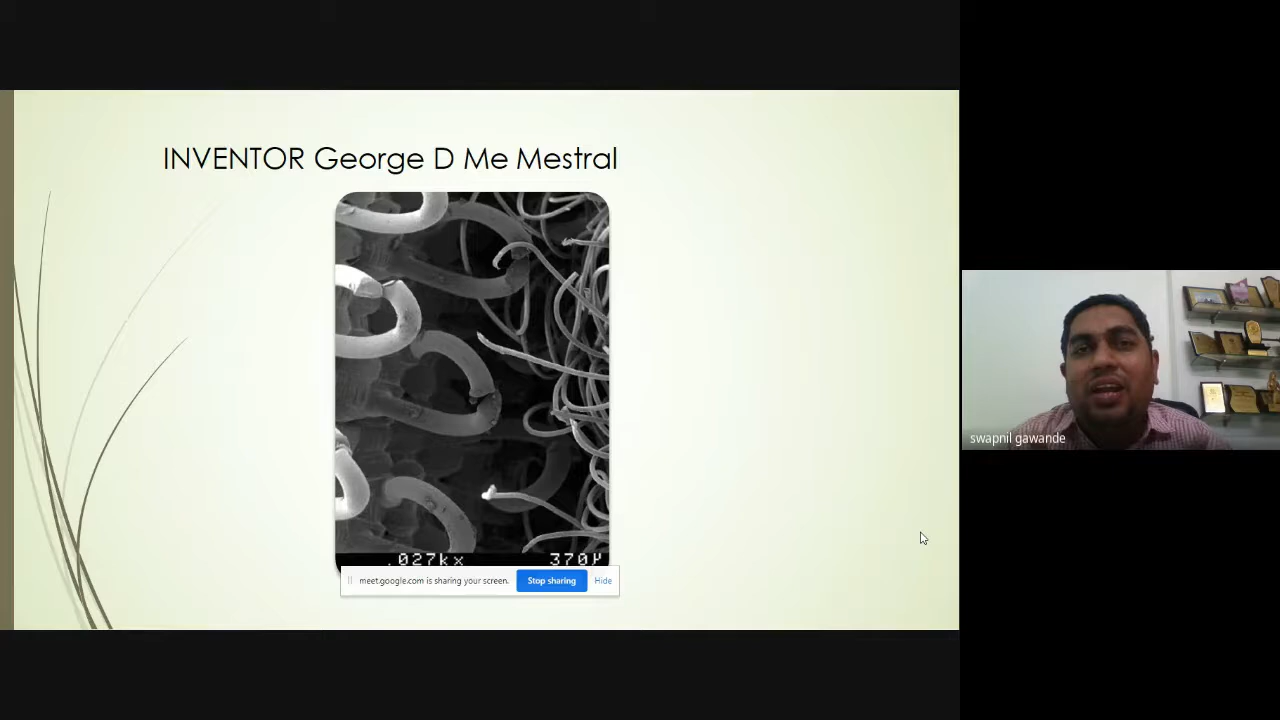 INVENTOR George D Me Mestral
.027kx 370µ
meet.google.com is sharing your screen. Stop sharing Hide
swapnil gawande